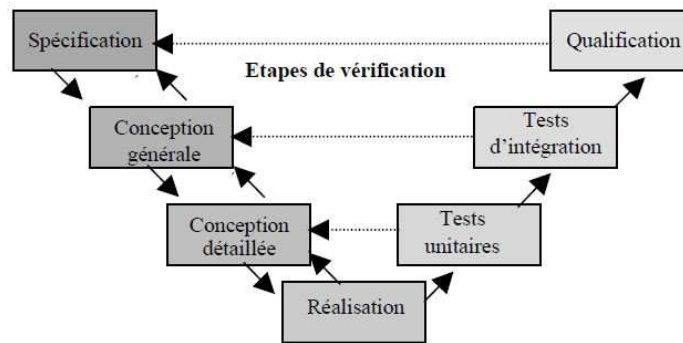 Spécification
Qualification
Etapes de vérification
Conception
générale
Tests
d'intégration
Conception
détaillée
Tests
unitaires
Réalisation